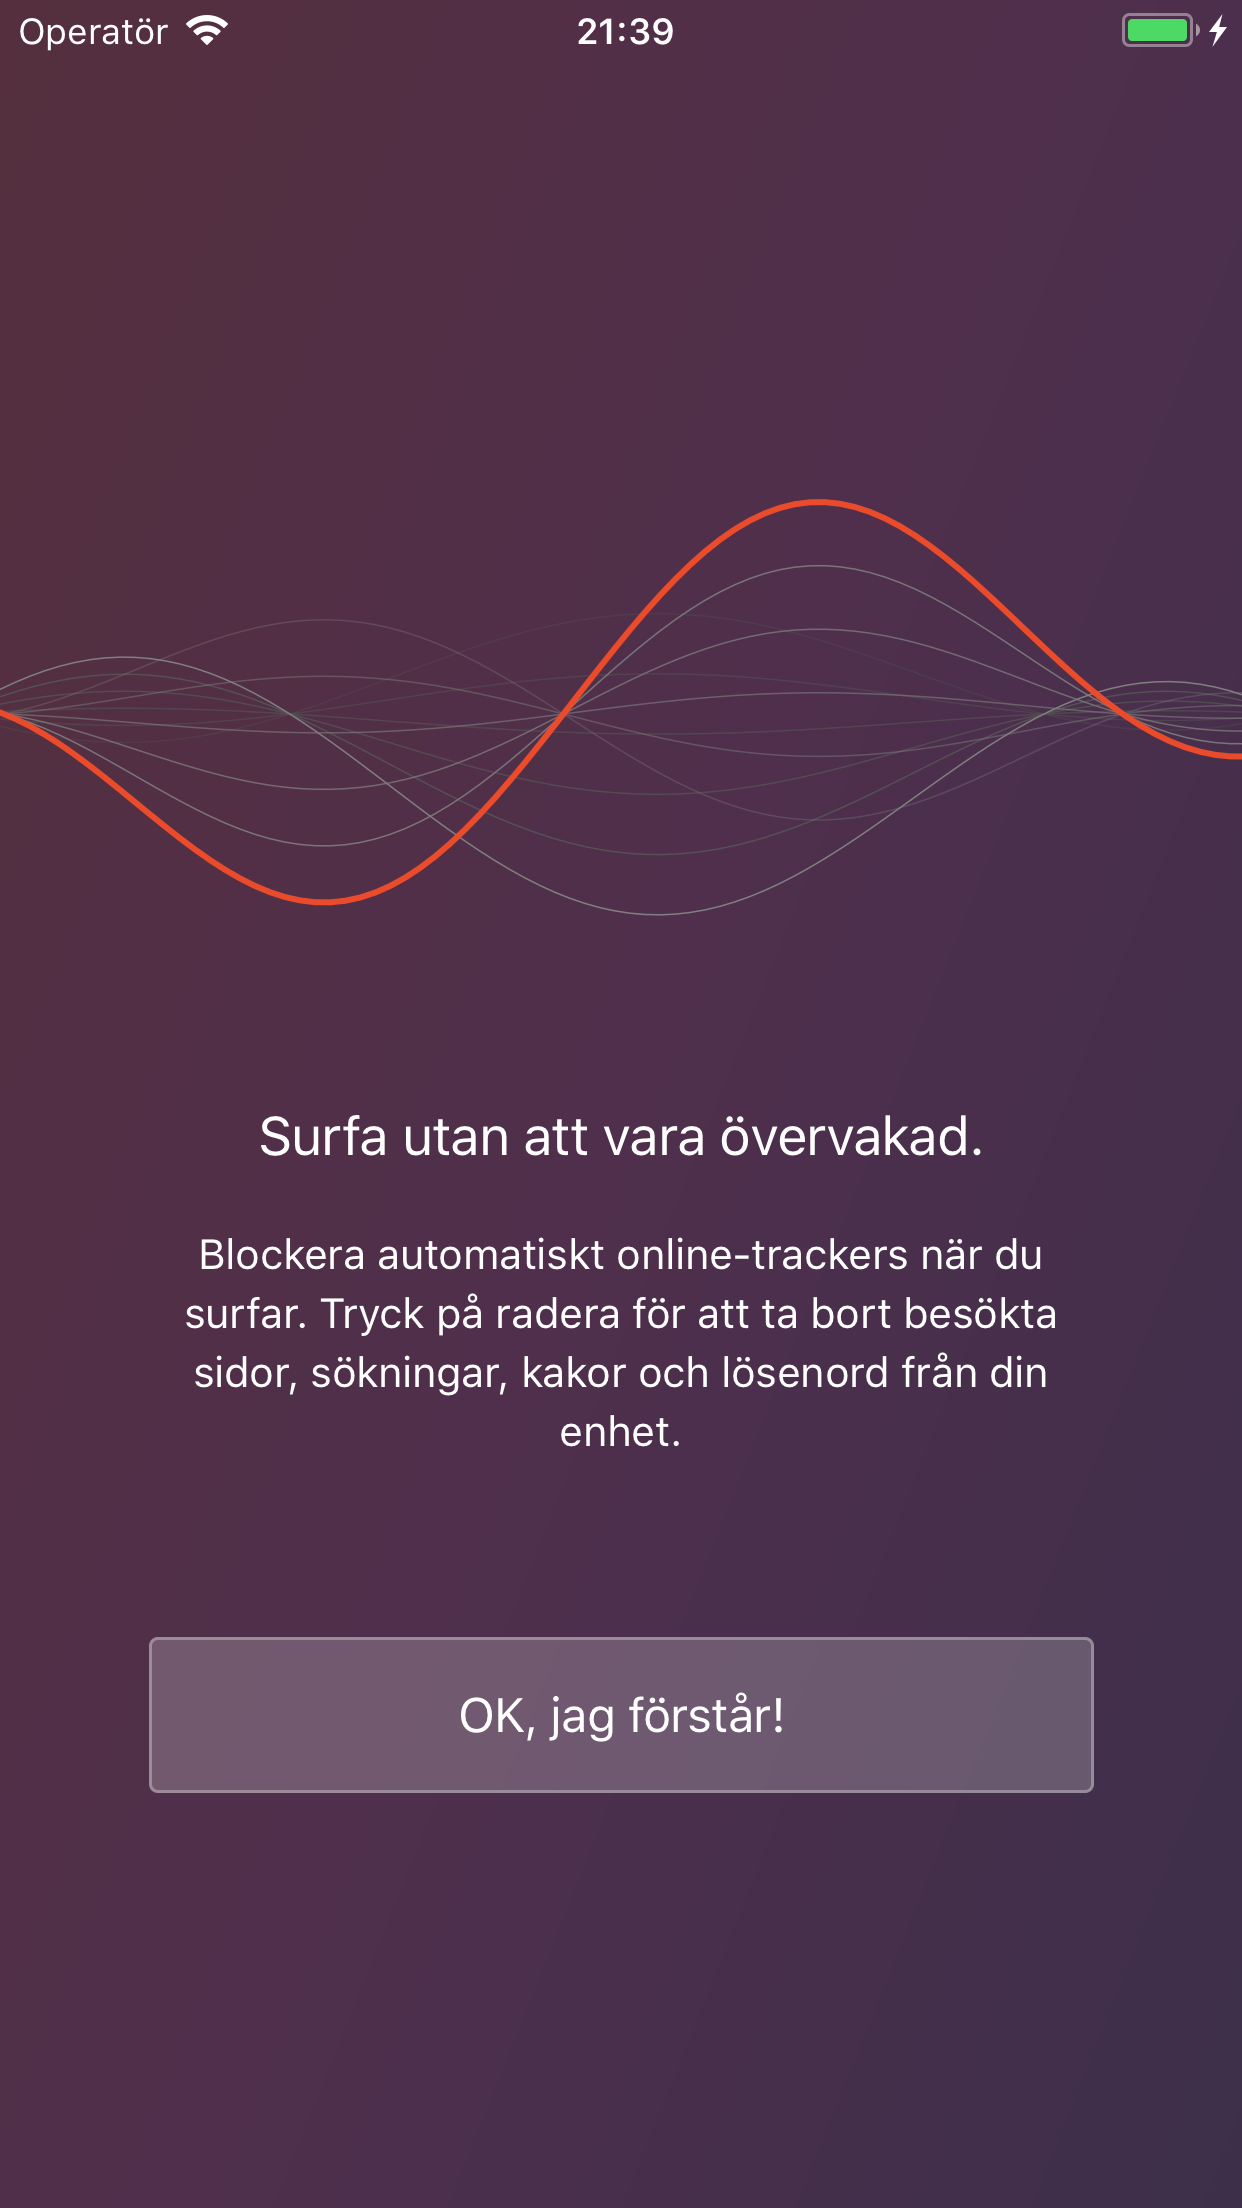 Operatör 21:39
Surfa utan att vara övervakad.
Blockera automatiskt online-trackers när du
surfar. Tryck på radera för att ta bort besökta
sidor, sökningar, kakor och lösenord från din
enhet.
OK, jag förstår!